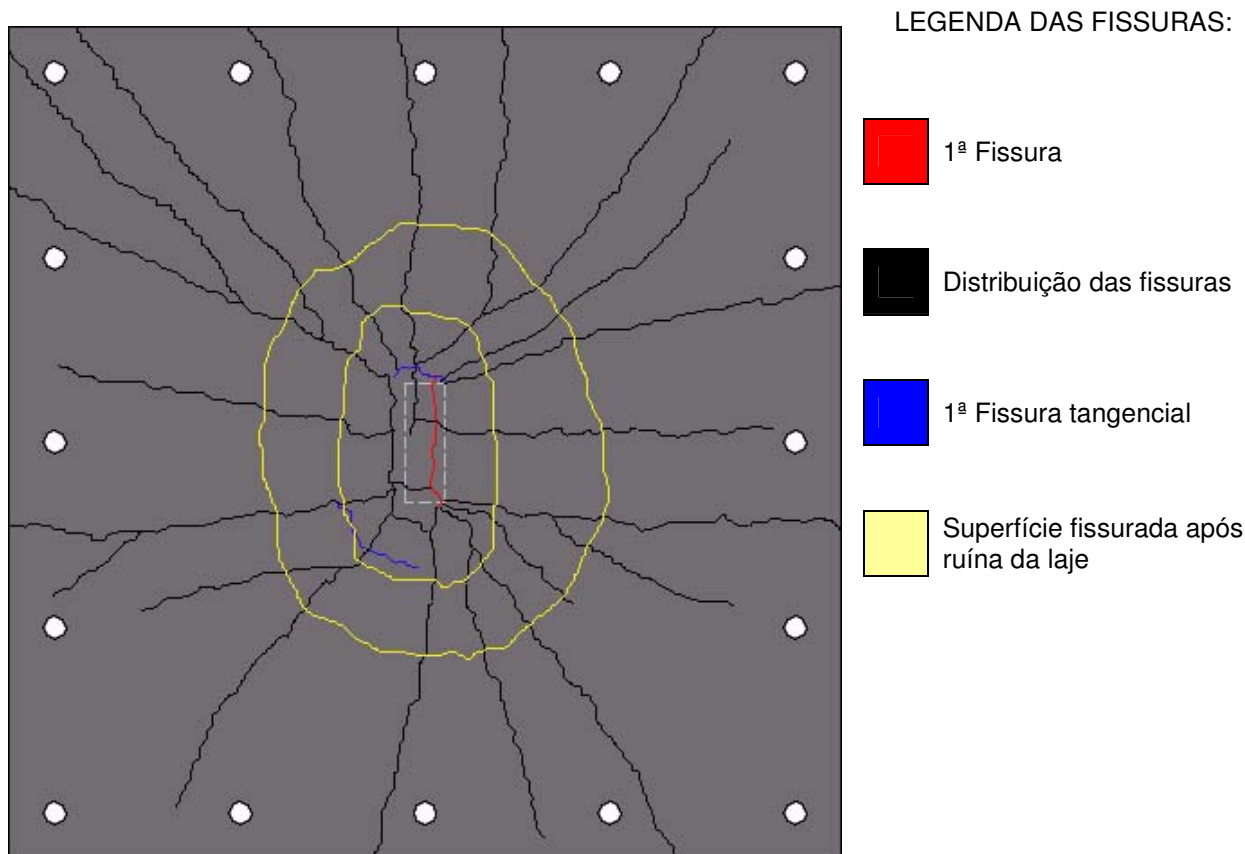 LEGENDA DAS FISSURAS:
1ª Fissura
Distribuição das fissuras
1ª Fissura tangencial
Superfície fissurada após
ruína da laje